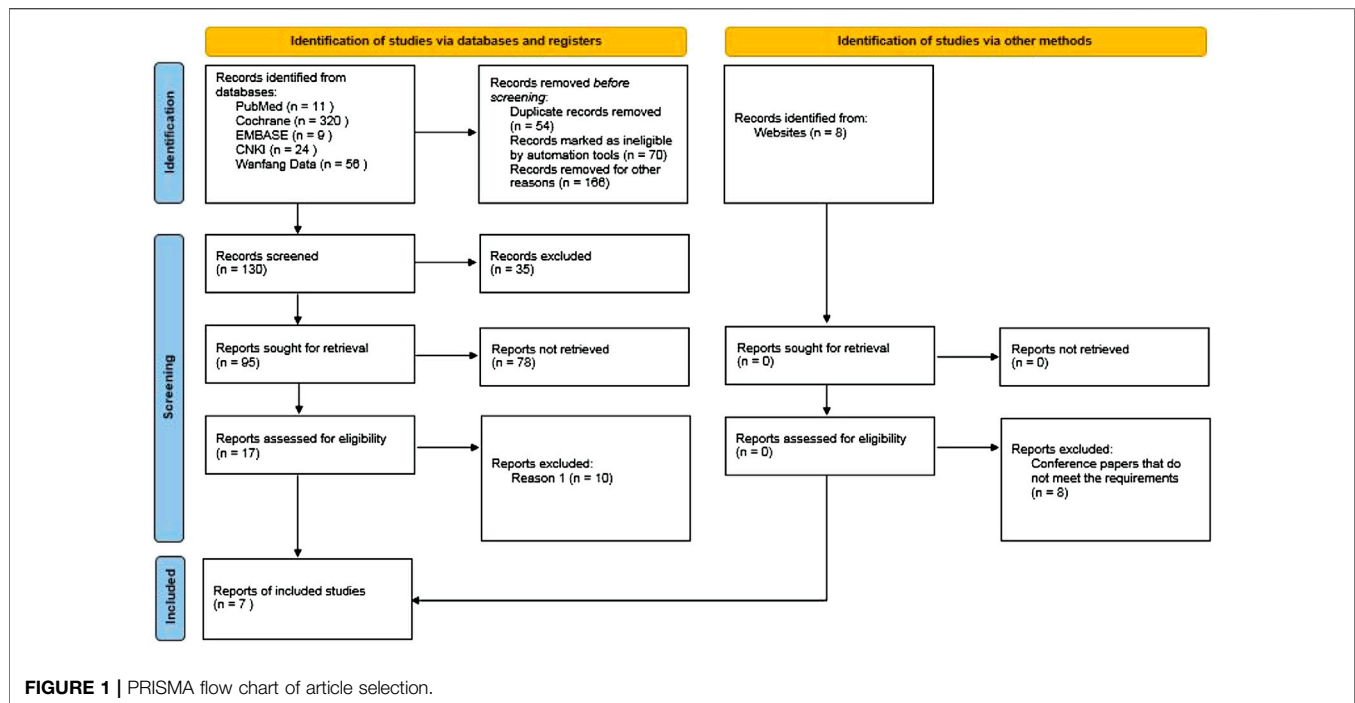 Identification of studies via databases and registers
Identification of studies via other methods
Identification
Records identified from
databases:
PubMed (n = 11 )
Cochrane (n = 320 )
EMBASE (n = 9 )
CNKI (n = 24 )
Wanfang Data (n = 56 )
Records removed before
screening:
Duplicate records removed
(n = 54)
Records marked as ineligible
by automation tools (n = 70)
Records removed for other
reasons (n = 166)
Records identified from:
Websites (n = 8)
Screening
Records screened
(n = 130)
Records excluded
(n = 35)
Reports sought for retrieval
(n = 95)
Reports not retrieved
(n = 78)
Reports sought for retrieval
(n = 0)
Reports not retrieved
(n = 0)
Reports assessed for eligibility
(n = 17)
Reports excluded:
Reason 1 (n = 10)
Reports assessed for eligibility
(n = 0)
Reports excluded:
Conference papers that do
not meet the requirements
(n = 8)
Included
Reports of included studies
(n = 7 )
FIGURE 1 | PRISMA flow chart of article selection.